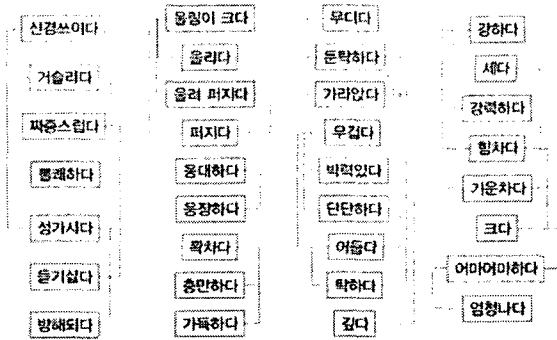 신경쓰이다
거슬리다
짜증스럽다
불쾌하다
성가시다
듣기싫다
방해되다
울림이 크다
울리다
울려 퍼지다
퍼지다
웅대하다
웅장하다
꽉차다
충만하다
가득하다
무디다
둔탁하다
가라앉다
무겁다
박력있다
단단하다
어둡다
탁하다
깊다
강하다
세다
강력하다
힘차다
기운차다
크다
어마어마하다
엄청나다